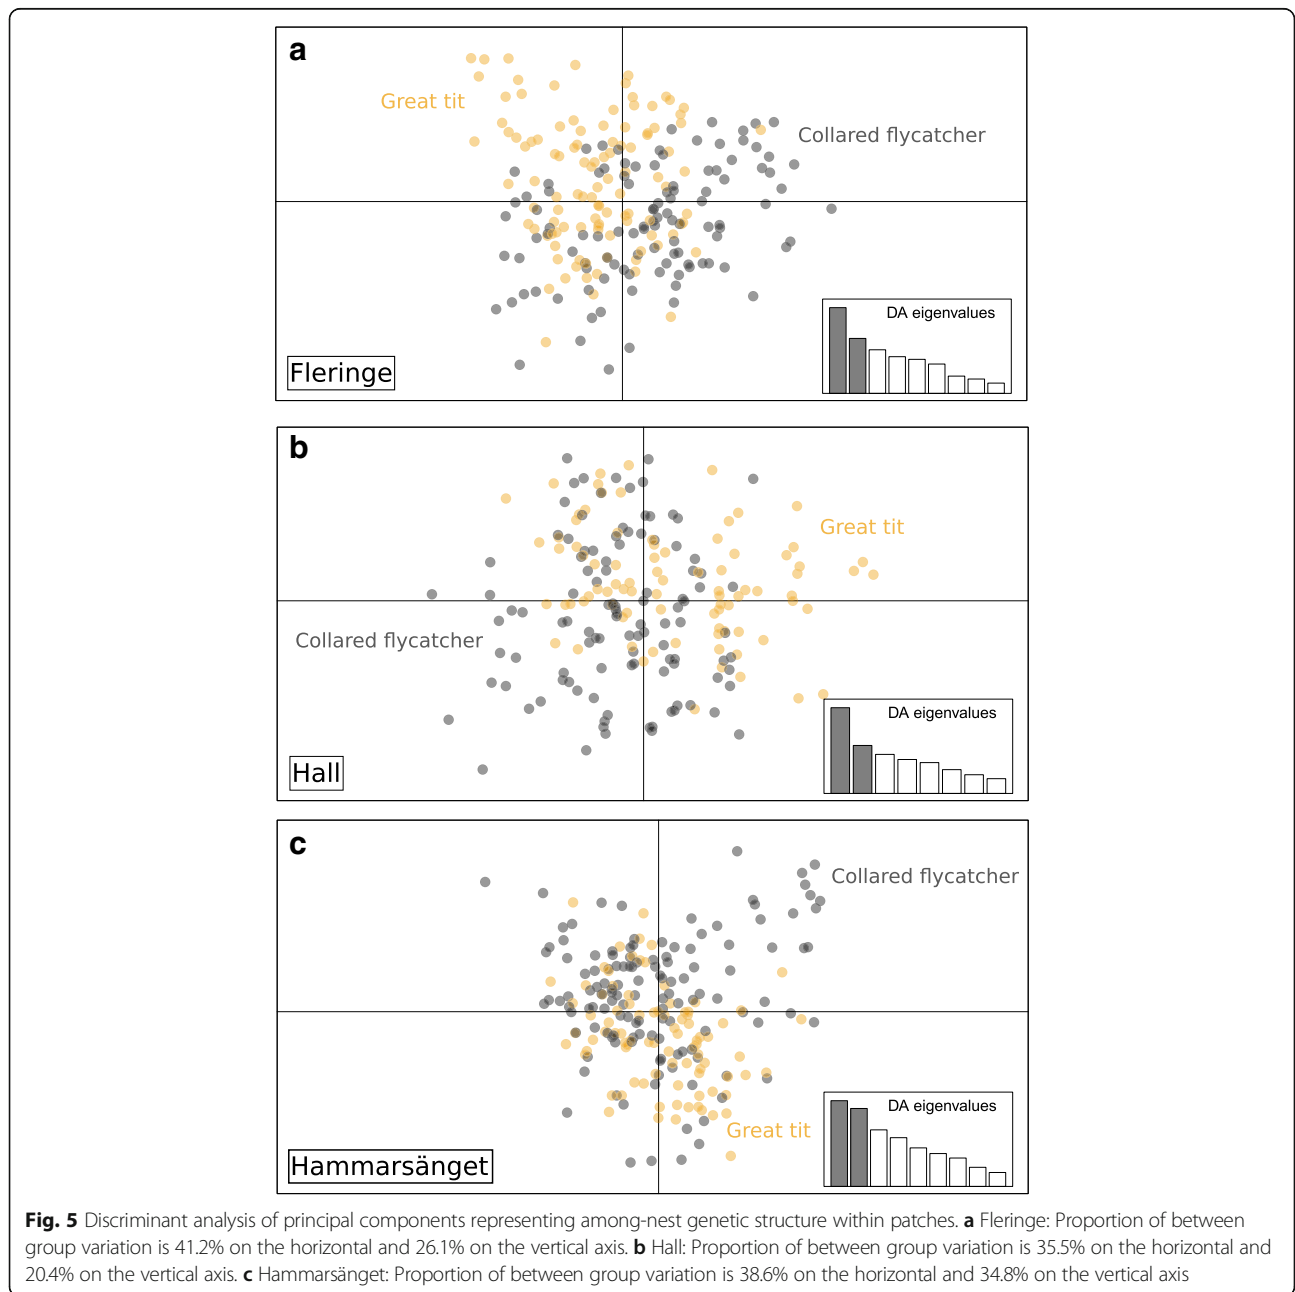 a
Great tit
Collared flycatcher
DA eigenvalues
Fleringe
b
Great tit
Collared flycatcher
DA eigenvalues
Hall
c
Collared flycatcher
DA eigenvalues
Great tit
Hammarsänget
Fig. 5 Discriminant analysis of principal components representing among-nest genetic structure within patches. a Fleringe: Proportion of between
group variation is 41.2% on the horizontal and 26.1% on the vertical axis. b Hall: Proportion of between group variation is 35.5% on the horizontal and
20.4% on the vertical axis. c Hammarsänget: Proportion of between group variation is 38.6% on the horizontal and 34.8% on the vertical axis